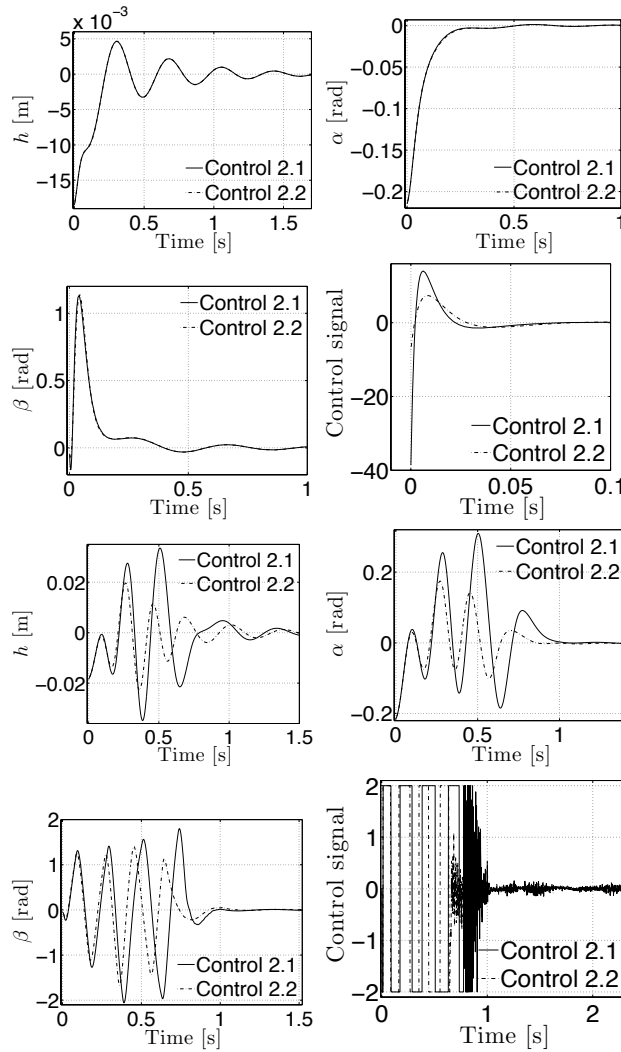 x 10⁻³
5
0
−5
−10
−15
h [m]
Control 2.1
Control 2.2
0
0.5
1
1.5
Time [s]
0
−0.05
−0.1
−0.15
−0.2
α [rad]
Control 2.1
Control 2.2
0
0.5
1
Time [s]
1
0.5
0
β [rad]
Control 2.1
Control 2.2
0
0.5
1
Time [s]
0
−20
−40
Control signal
Control 2.1
Control 2.2
0
0.05
0.1
Time [s]
0.02
0
−0.02
h [m]
Control 2.1
Control 2.2
0
0.5
1
1.5
Time [s]
0.2
0
−0.2
α [rad]
Control 2.1
Control 2.2
0
0.5
1
Time [s]
2
1
0
−1
−2
β [rad]
Control 2.1
Control 2.2
0
0.5
1
1.5
Time [s]
2
1
0
−1
−2
Control signal
Control 2.1
Control 2.2
0
1
2
Time [s]